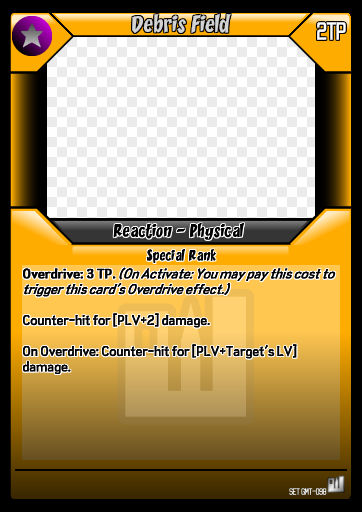 Debris Field
2TP
Reaction - Physical
Special Rank
Overdrive: 3 TP. (On Activate: You may pay this cost to
trigger this card's Overdrive effect.)
Counter-hit for [PLV+2] damage.
On Overdrive: Counter-hit for [PLV+Target's LV]
damage.
SET GMT-098